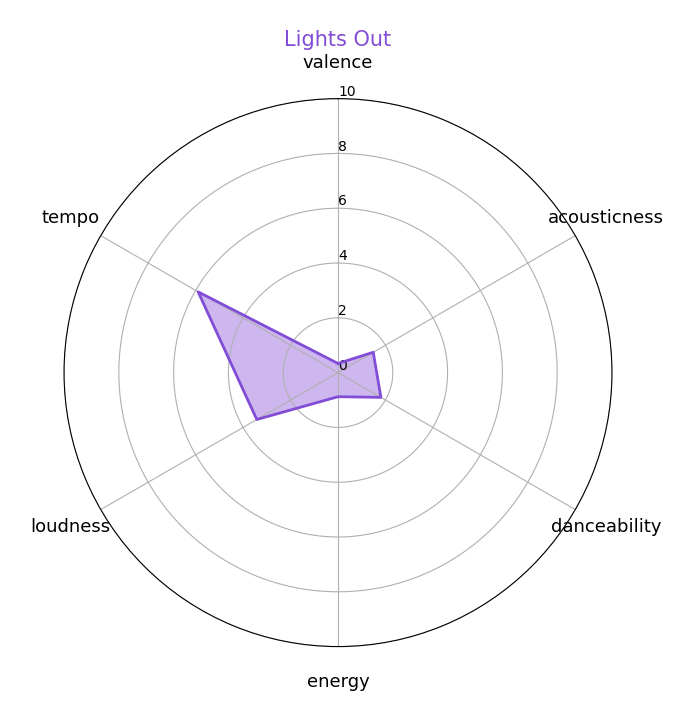 Lights Out
valence
10
8
6
4
2
0
tempo
acousticness
loudness
danceability
energy